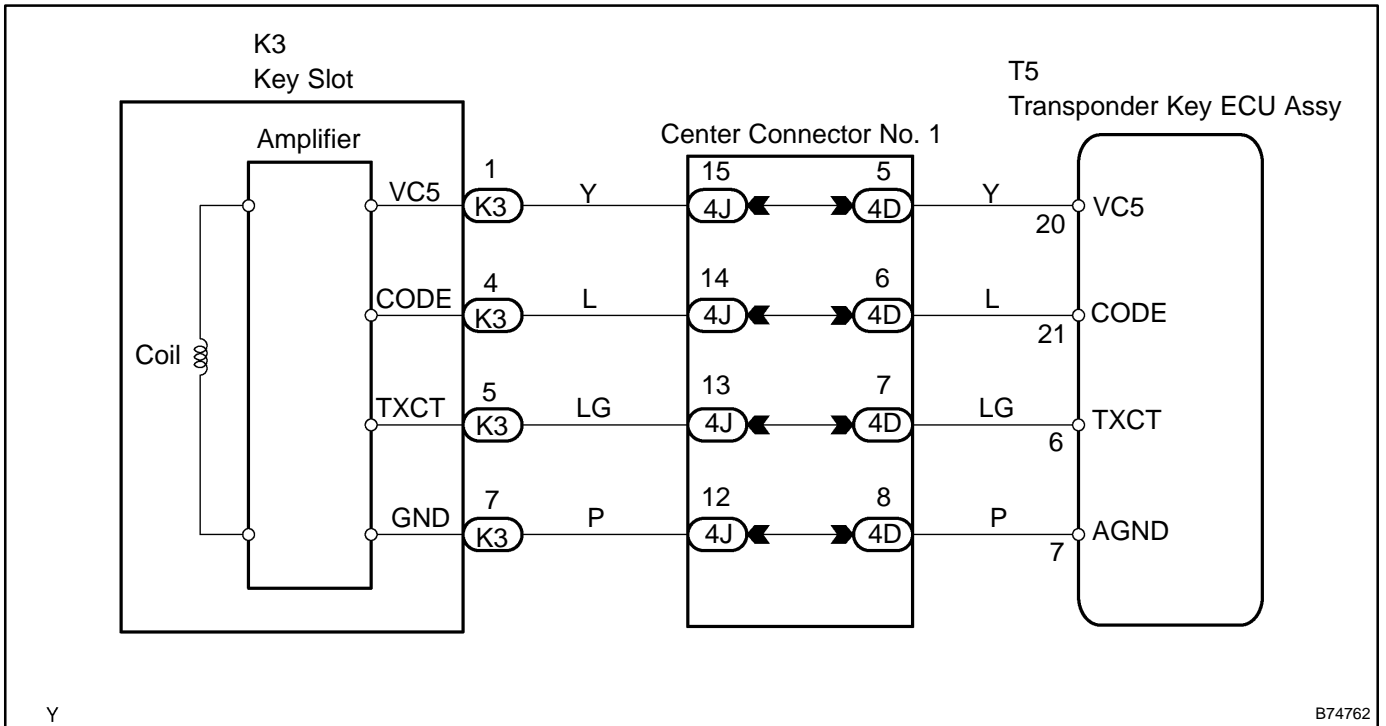 K3
Key Slot
T5
Transponder Key ECU Assy
Amplifier
Center Connector No. 1
VC5 1 K3 Y 15 4J 5 4D Y 20 VC5
CODE 4 K3 L 14 4J 6 4D L 21 CODE
Coil
TXCT 5 K3 LG 13 4J 7 4D LG 6 TXCT
GND 7 K3 P 12 4J 8 4D P 7 AGND
Y
B74762